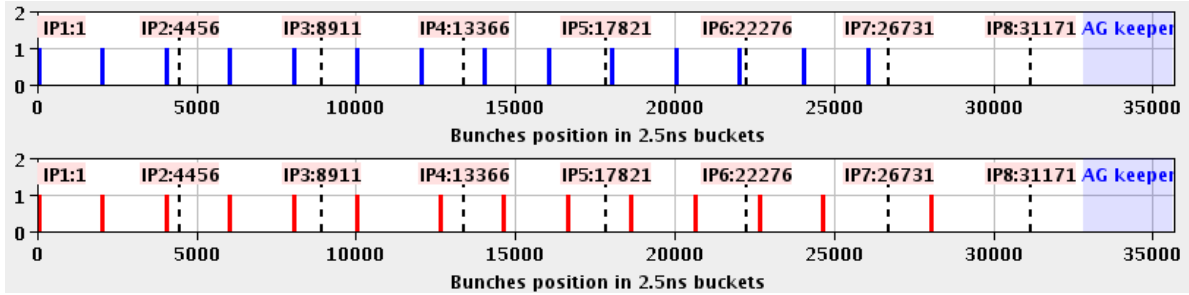 2
IP1:1 IP2:4456 IP3:8911 IP4:13366 IP5:17821 IP6:22276 IP7:26731 IP8:31171 AG keeper
1
0
0 5000 10000 15000 20000 25000 30000 35000
Bunches position in 2.5ns buckets
2
IP1:1 IP2:4456 IP3:8911 IP4:13366 IP5:17821 IP6:22276 IP7:26731 IP8:31171 AG keeper
1
0
0 5000 10000 15000 20000 25000 30000 35000
Bunches position in 2.5ns buckets